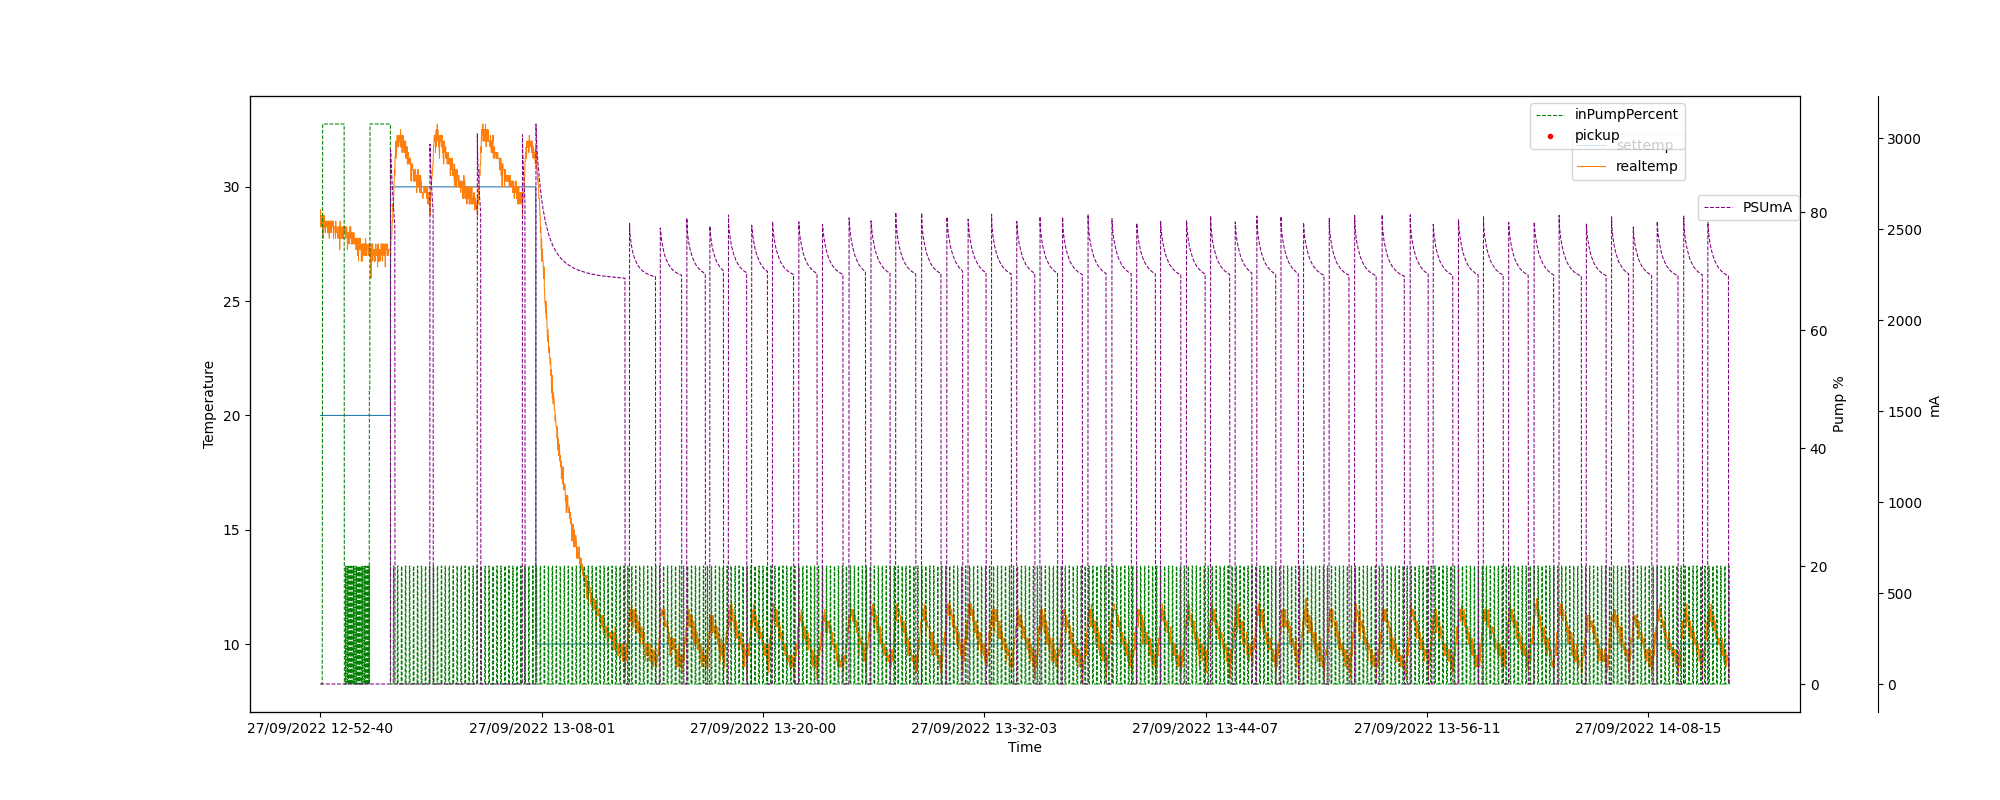 inPumpPercent
pickup
settemp
realtemp
PSUmA
30
25
20
15
10
Temperature
80
60
40
20
0
Pump %
3000
2500
2000
1500
1000
500
0
mA
27/09/2022 12-52-40
27/09/2022 13-08-01
27/09/2022 13-20-00
27/09/2022 13-32-03
27/09/2022 13-44-07
27/09/2022 13-56-11
27/09/2022 14-08-15
Time